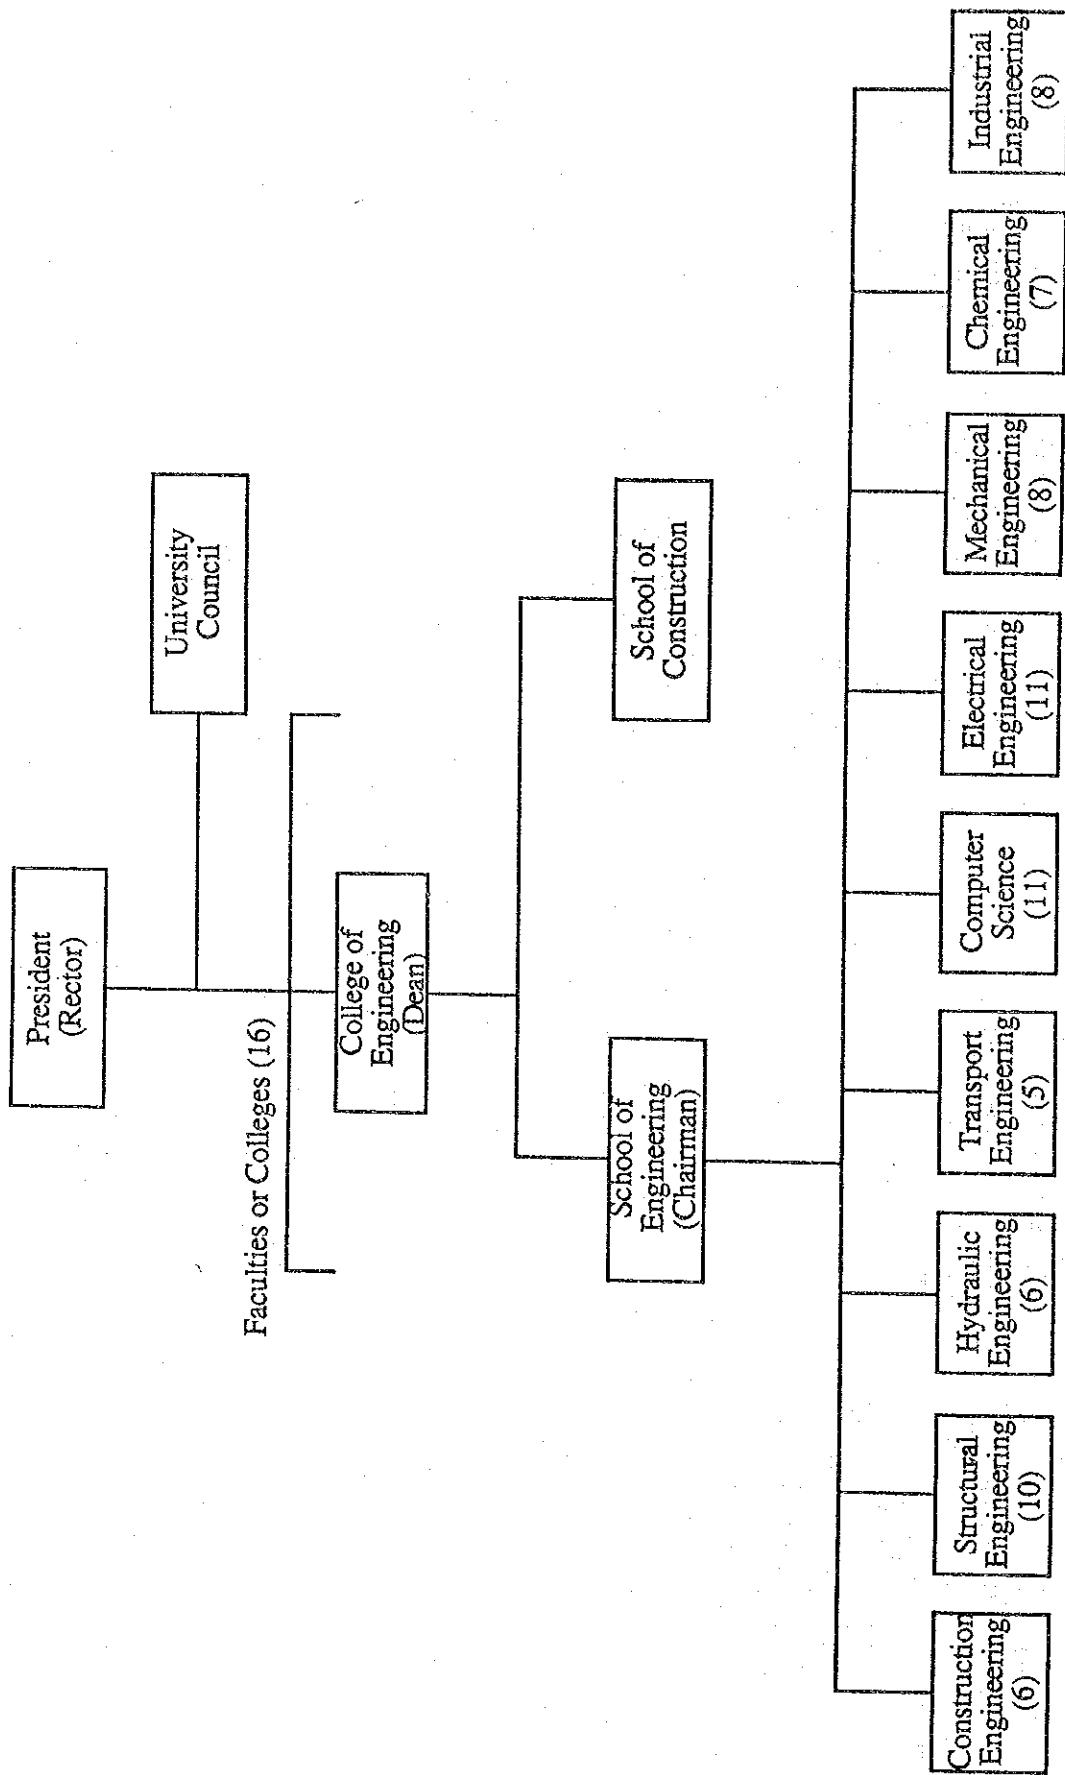 President
(Rector)
University
Council
Faculties or Colleges (16)
College of
Engineering
(Dean)
School of
Engineering
(Chairman)
School of
Construction
Construction
Engineering
(6)
Structural
Engineering
(10)
Hydraulic
Engineering
(6)
Transport
Engineering
(5)
Computer
Science
(11)
Electrical
Engineering
(11)
Mechanical
Engineering
(8)
Chemical
Engineering
(7)
Industrial
Engineering
(8)